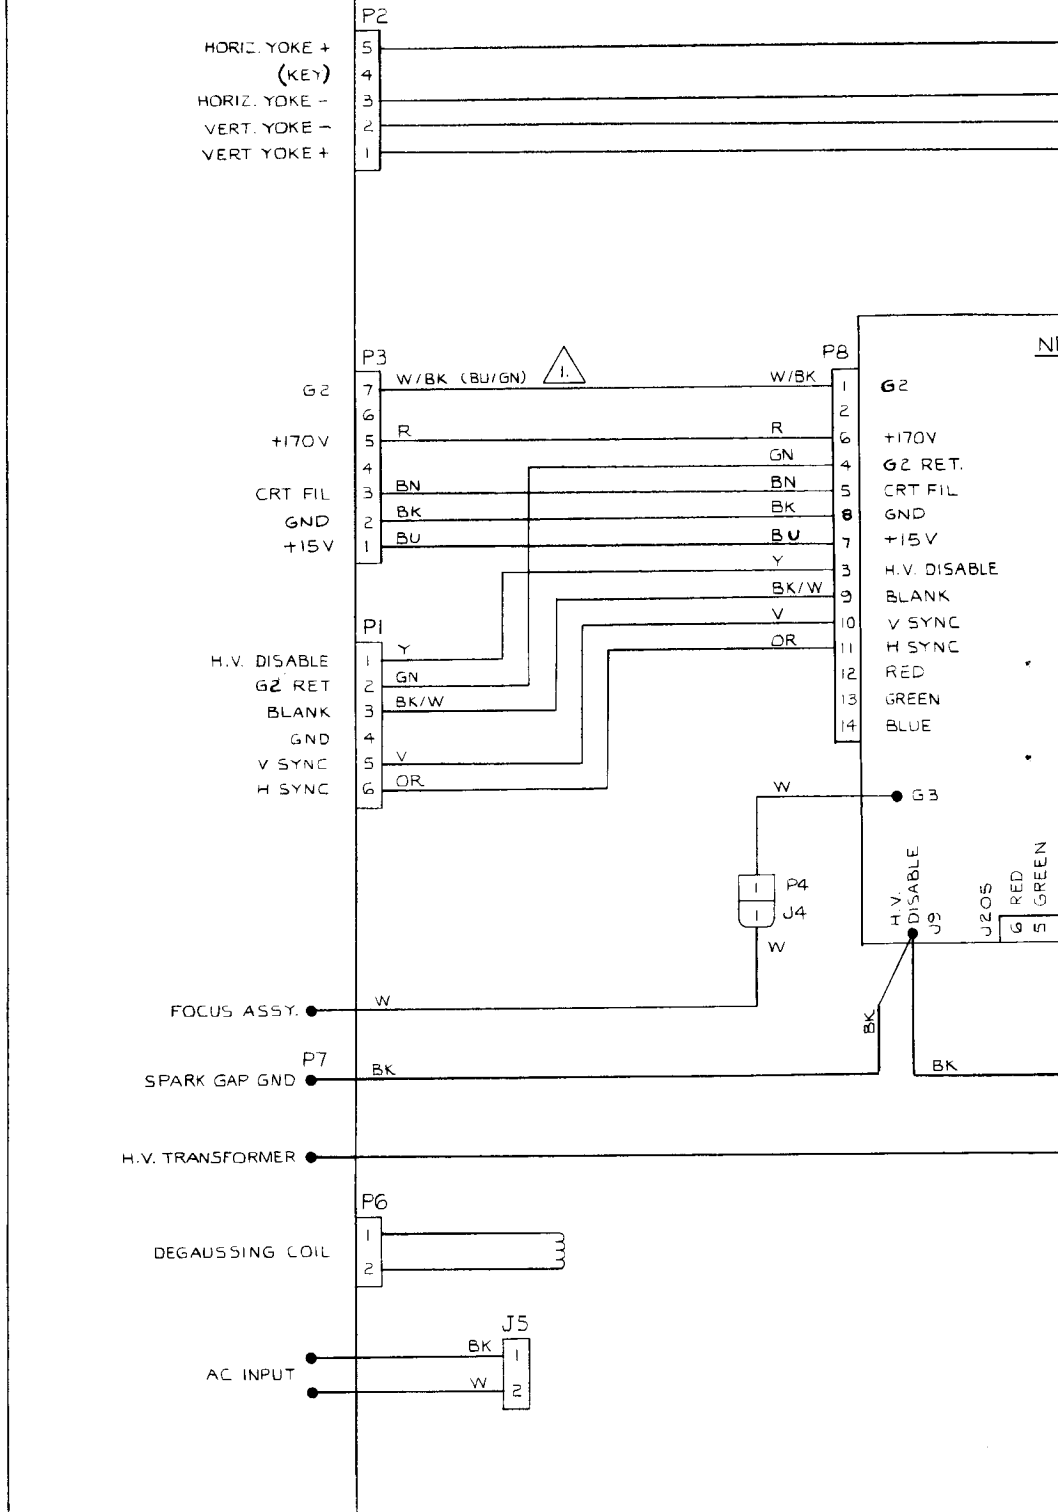 P2
HORIZ. YOKE + 5
(KEY) 4
HORIZ. YOKE - 3
VERT. YOKE - 2
VERT YOKE + 1
P3
G2 7 W/BK (BU/GN) 1.
6
+170V 5 R
4
CRT FIL 3 BN
GND 2 BK
+15V 1 BU
P8
W/BK 1 G2
2
R 6 +170V
GN 4 G2 RET.
BN 5 CRT FIL
BK 8 GND
BU 7 +15V
Y 3 H.V. DISABLE
BK/W 9 BLANK
V 10 V SYNC
OR 11 H SYNC
12 RED
13 GREEN
14 BLUE
P1
H.V. DISABLE 1 Y
G2 RET 2 GN
BLANK 3 BK/W
GND 4
V SYNC 5 V
H SYNC 6 OR
W G3
1 P4
1 J4
W
H.V.
DISABLE
J9
J205
6 RED
5 GREEN
FOCUS ASSY. W
BK
P7
SPARK GAP GND BK
BK
H.V. TRANSFORMER
P6
1
DEGAUSSING COIL
2
J5
BK 1
AC INPUT
W 2